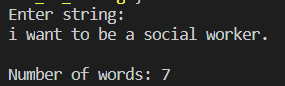 Enter string:
i want to be a social worker.
Number of words: 7